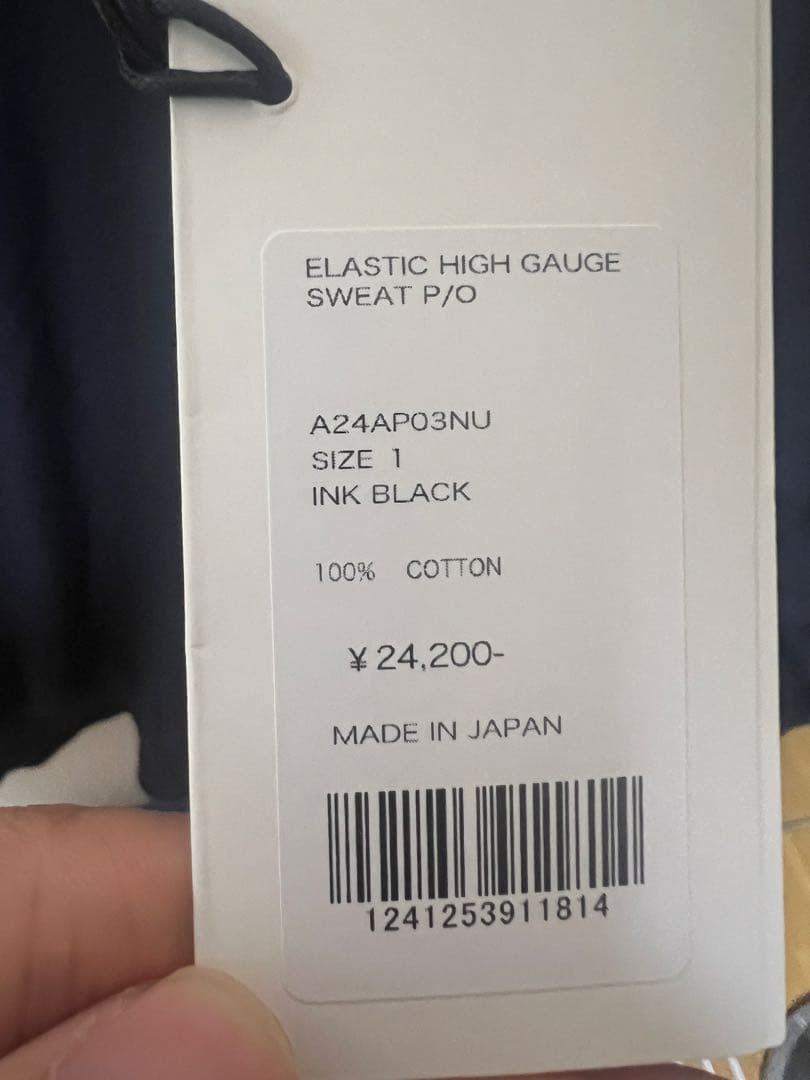 ELASTIC HIGH GAUGE
SWEAT P/O
A24AP03NU
SIZE 1
INK BLACK
100% COTTON
¥24,200-
MADE IN JAPAN
1241253911814